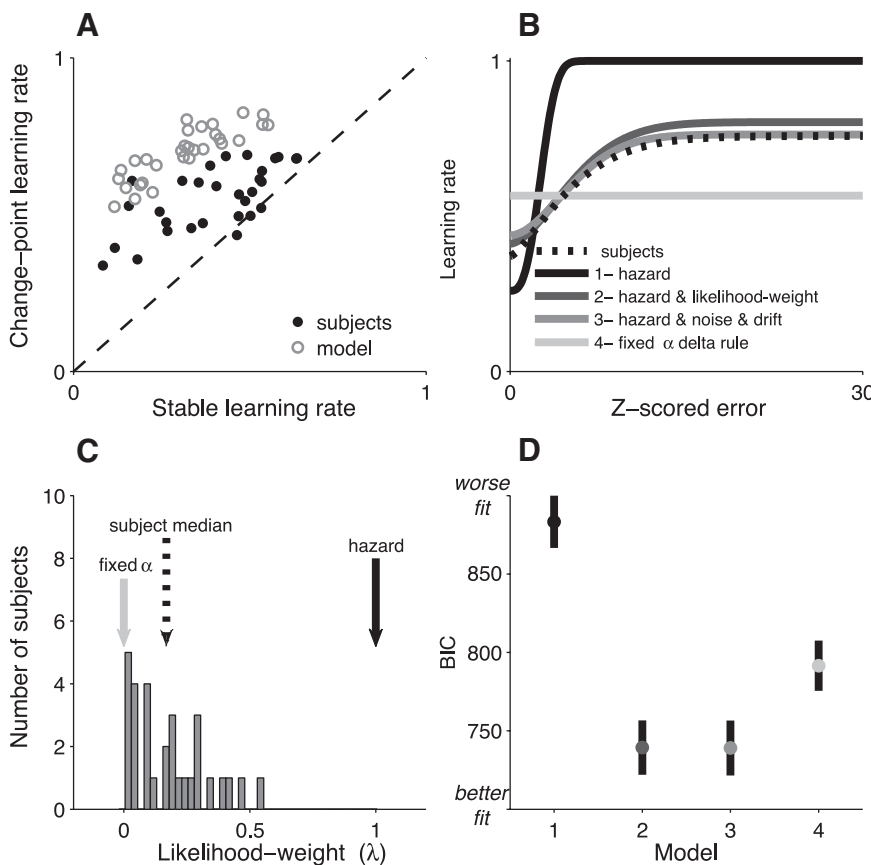 A
1
Change–point learning rate
subjects
model
0
0
Stable learning rate
1
B
1
Learning rate
subjects
1– hazard
2– hazard & likelihood-weight
3– hazard & noise & drift
4– fixed α delta rule
0
0
Z–scored error
30
C
10
8
6
4
2
0
Number of subjects
subject median
fixed α
hazard
0
0.5
1
Likelihood–weight (λ)
D
worse
fit
850
800
750
BIC
better
fit
1
2
3
4
Model